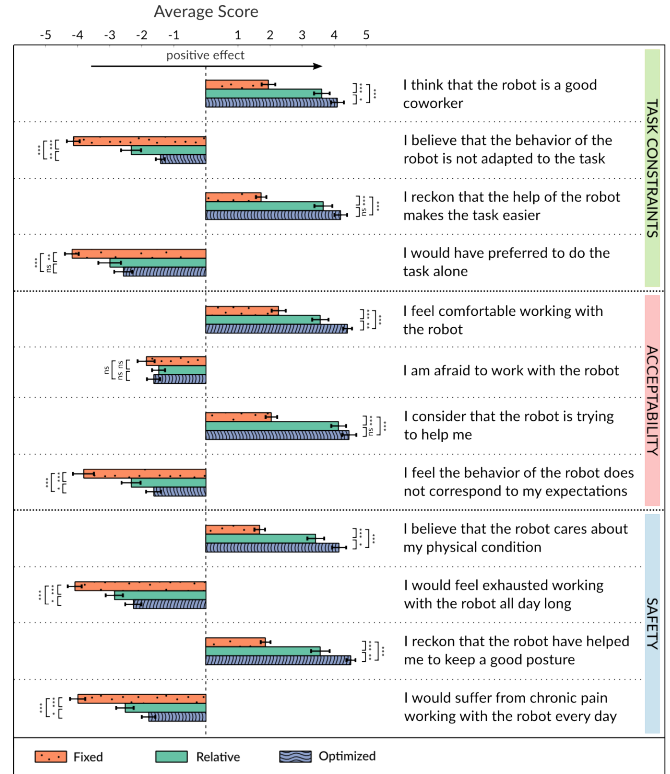 Average Score
-5 -4 -3 -2 -1 1 2 3 4 5
positive effect
I think that the robot is a good
coworker
I believe that the behavior of the
robot is not adapted to the task
I reckon that the help of the robot
makes the task easier
ns
I would have preferred to do the
task alone
ns
TASK CONSTRAINTS
I feel comfortable working with
the robot
I am afraid to work with the robot
ns ns ns
I consider that the robot is trying
to help me
ns
I feel the behavior of the robot does
not correspond to my expectations
ACCEPTABILITY
I believe that the robot cares about
my physical condition
I would feel exhausted working
with the robot all day long
I reckon that the robot have helped
me to keep a good posture
I would suffer from chronic pain
working with the robot every day
SAFETY
Fixed Relative Optimized